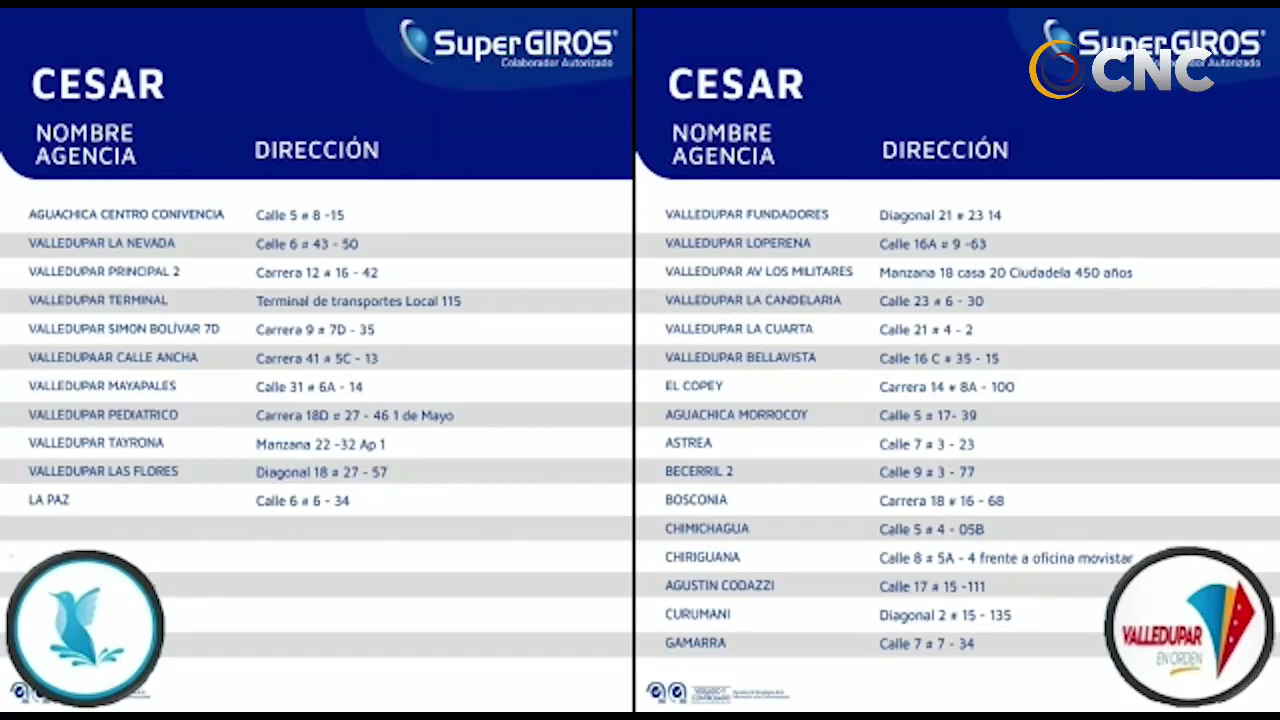 SuperGIROS
Colaborador Autorizado
CESAR
NOMBRE
AGENCIA
DIRECCIÓN
AGUACHICA CENTRO CONIVENCIA Calle 5 # 8 -15
VALLEDUPAR LA NEVADA Calle 6 # 43 - 50
VALLEDUPAR PRINCIPAL 2 Carrera 12 # 16 - 42
VALLEDUPAR TERMINAL Terminal de transportes Local 115
VALLEDUPAR SIMON BOLÍVAR 7D Carrera 9 # 7D - 35
VALLEDUPAAR CALLE ANCHA Carrera 41 # 5C - 13
VALLEDUPAR MAYAPALES Calle 31 # 6A - 14
VALLEDUPAR PEDIATRICO Carrera 18D # 27 - 46 1 de Mayo
VALLEDUPAR TAYRONA Manzana 22 -32 Ap 1
VALLEDUPAR LAS FLORES Diagonal 18 # 27 - 57
LA PAZ Calle 6 # 6 - 34
SuperGIROS
Colaborador Autorizado
CNC
CESAR
NOMBRE
AGENCIA
DIRECCIÓN
VALLEDUPAR FUNDADORES Diagonal 21 # 23 14
VALLEDUPAR LOPERENA Calle 16A # 9 -63
VALLEDUPAR AV LOS MILITARES Manzana 18 casa 20 Ciudadela 450 años
VALLEDUPAR LA CANDELARIA Calle 23 # 6 - 30
VALLEDUPAR LA CUARTA Calle 21 # 4 - 2
VALLEDUPAR BELLAVISTA Calle 16 C # 35 - 15
EL COPEY Carrera 14 # 8A - 100
AGUACHICA MORROCOY Calle 5 # 17- 39
ASTREA Calle 7 # 3 - 23
BECERRIL 2 Calle 9 # 3 - 77
BOSCONIA Carrera 18 # 16 - 68
CHIMICHAGUA Calle 5 # 4 - 05B
CHIRIGUANA Calle 8 # 5A - 4 frente a oficina movistar
AGUSTIN CODAZZI Calle 17 # 15 -111
CURUMANI Diagonal 2 # 15 - 135
GAMARRA Calle 7 # 7 - 34
VALLEDUPAR
EN ORDEN
VIGILADO Y
CONTROLADO